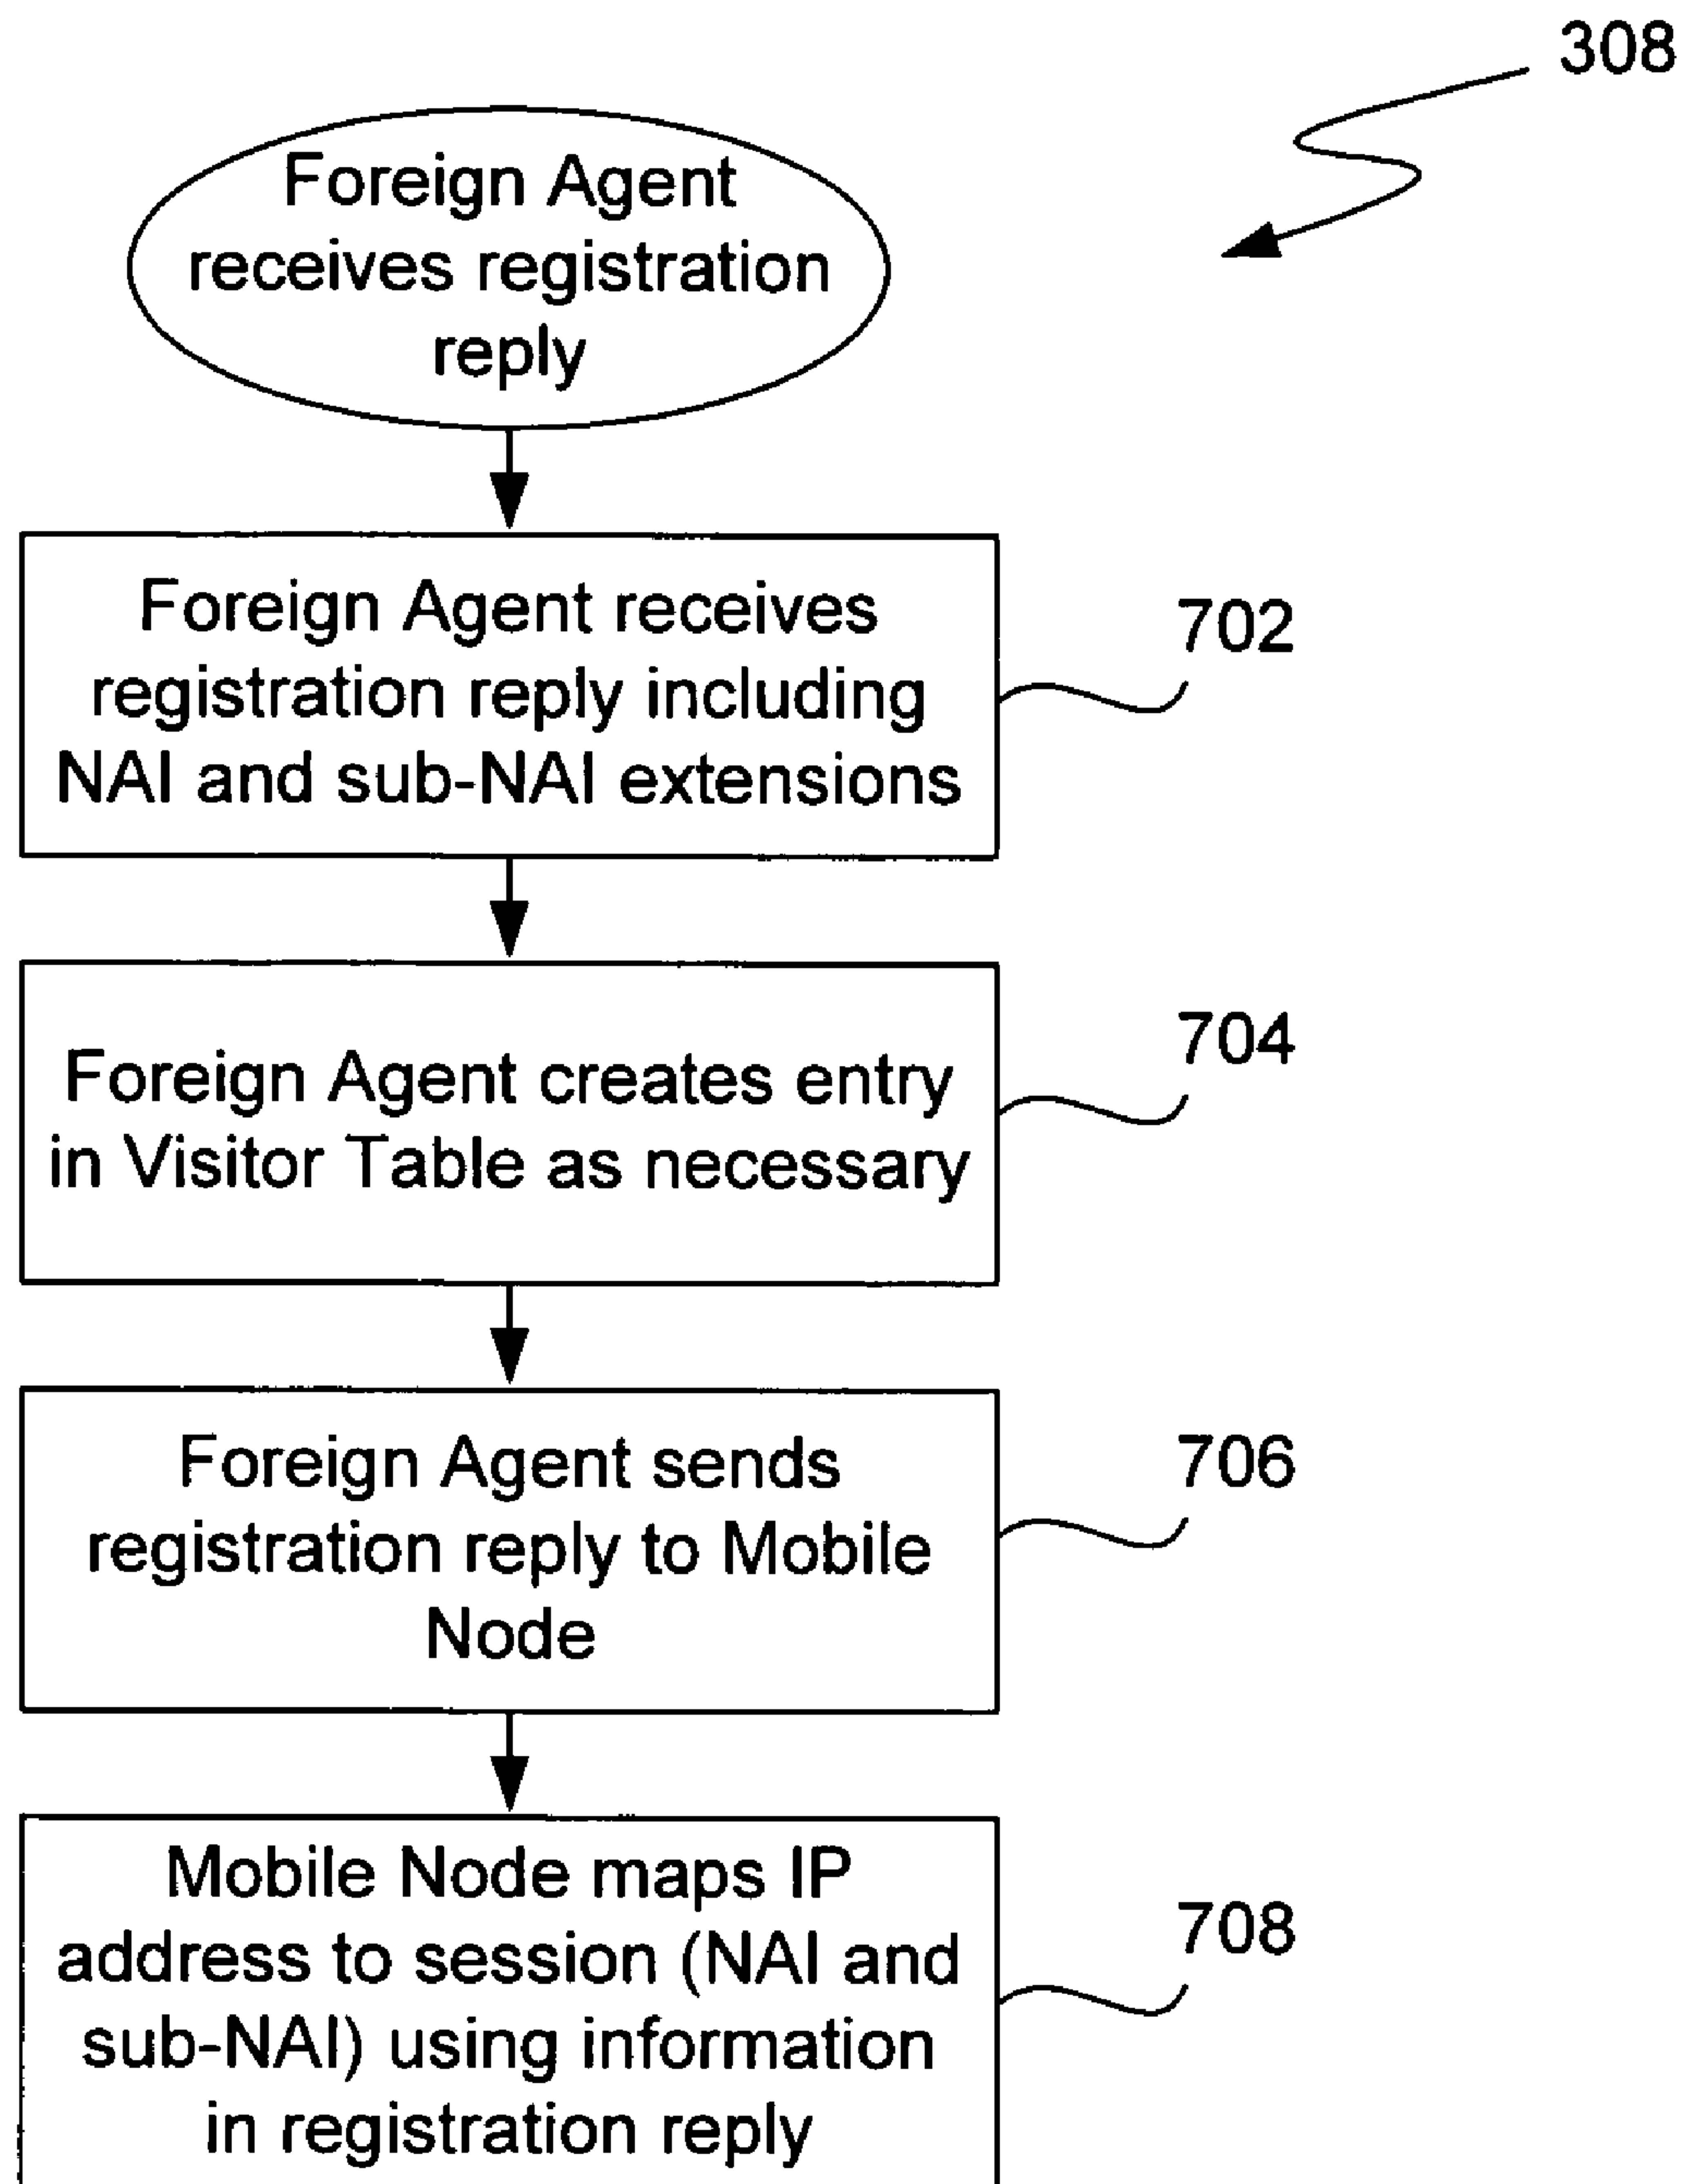 308
Foreign Agent
receives registration
reply
Foreign Agent receives
registration reply including
NAI and sub-NAI extensions
702
Foreign Agent creates entry
in Visitor Table as necessary
704
Foreign Agent sends
registration reply to Mobile
Node
706
Mobile Node maps IP
address to session (NAI and
sub-NAI) using information
in registration reply
708